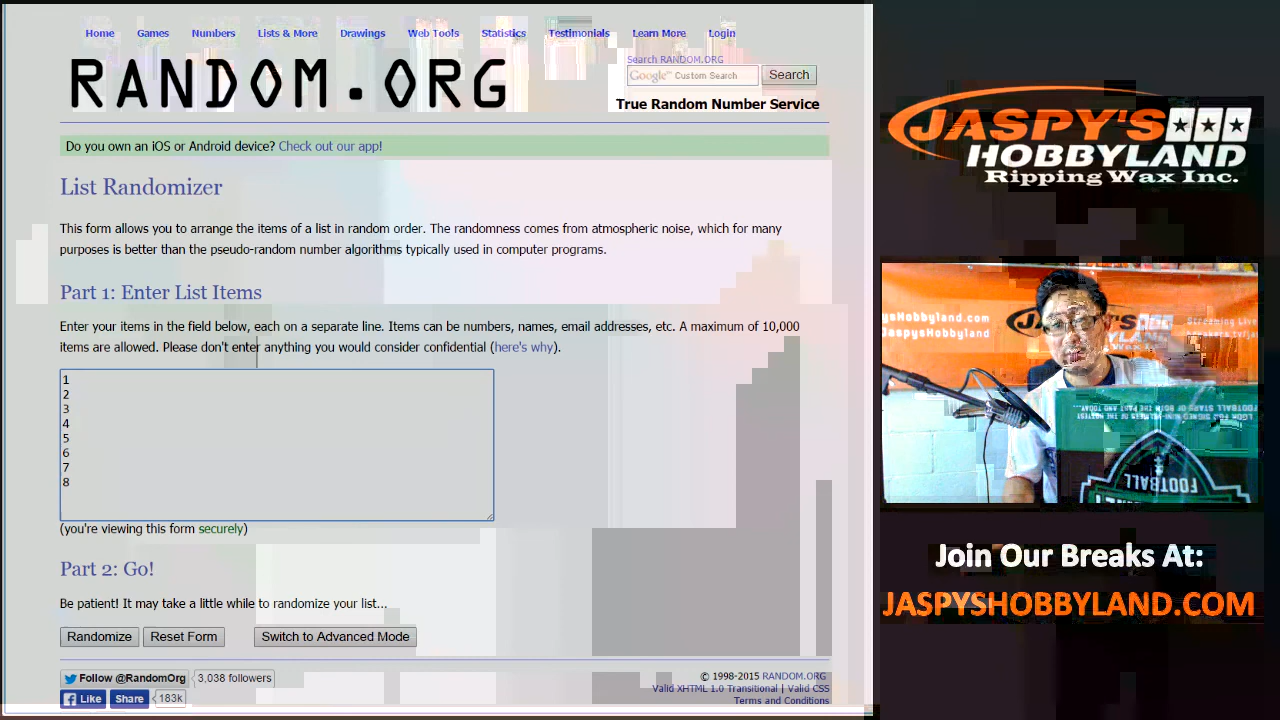 Home Games Numbers Lists & More Drawings Web Tools Statistics Testimonials Learn More Login
RANDOM.ORG
Search RANDOM.ORG
Google™ Custom Search Search
True Random Number Service
Do you own an iOS or Android device? Check out our app!
List Randomizer
This form allows you to arrange the items of a list in random order. The randomness comes from atmospheric noise, which for many
purposes is better than the pseudo-random number algorithms typically used in computer programs.
Part 1: Enter List Items
Enter your items in the field below, each on a separate line. Items can be numbers, names, email addresses, etc. A maximum of 10,000
items are allowed. Please don't enter anything you would consider confidential (here's why).
1
2
3
4
5
6
7
8
(you're viewing this form securely)
Part 2: Go!
Be patient! It may take a little while to randomize your list...
Randomize Reset Form Switch to Advanced Mode
Follow @RandomOrg 3,038 followers
Like Share 183k
© 1998-2015 RANDOM.ORG
Valid XHTML 1.0 Transitional | Valid CSS
Terms and Conditions
JASPY'S
HOBBYLAND
Ripping Wax Inc.
ysHobbyland.com
JaspysHobbyland
Streaming Live
FOOTBALL
Join Our Breaks At:
JASPYSHOBBYLAND.COM